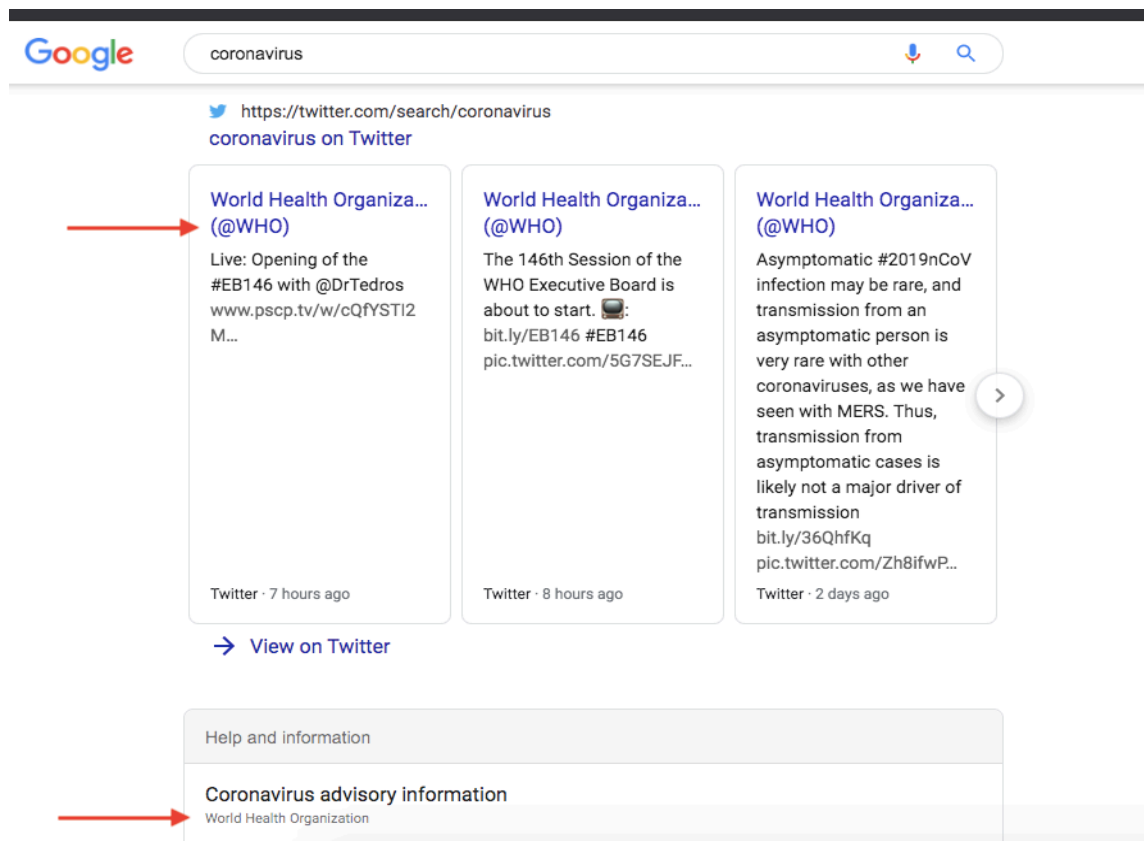 Google
coronavirus
https://twitter.com/search/coronavirus
coronavirus on Twitter
World Health Organiza...
(@WHO)
Live: Opening of the
#EB146 with @DrTedros
www.pscp.tv/w/cQfYSTI2
M...
Twitter · 7 hours ago
World Health Organiza...
(@WHO)
The 146th Session of the
WHO Executive Board is
about to start. 📺:
bit.ly/EB146 #EB146
pic.twitter.com/5G7SEJF...
Twitter · 8 hours ago
World Health Organiza...
(@WHO)
Asymptomatic #2019nCoV
infection may be rare, and
transmission from an
asymptomatic person is
very rare with other
coronaviruses, as we have
seen with MERS. Thus,
transmission from
asymptomatic cases is
likely not a major driver of
transmission
bit.ly/36QhfKq
pic.twitter.com/Zh8ifwP...
Twitter · 2 days ago
View on Twitter
Help and information
Coronavirus advisory information
World Health Organization